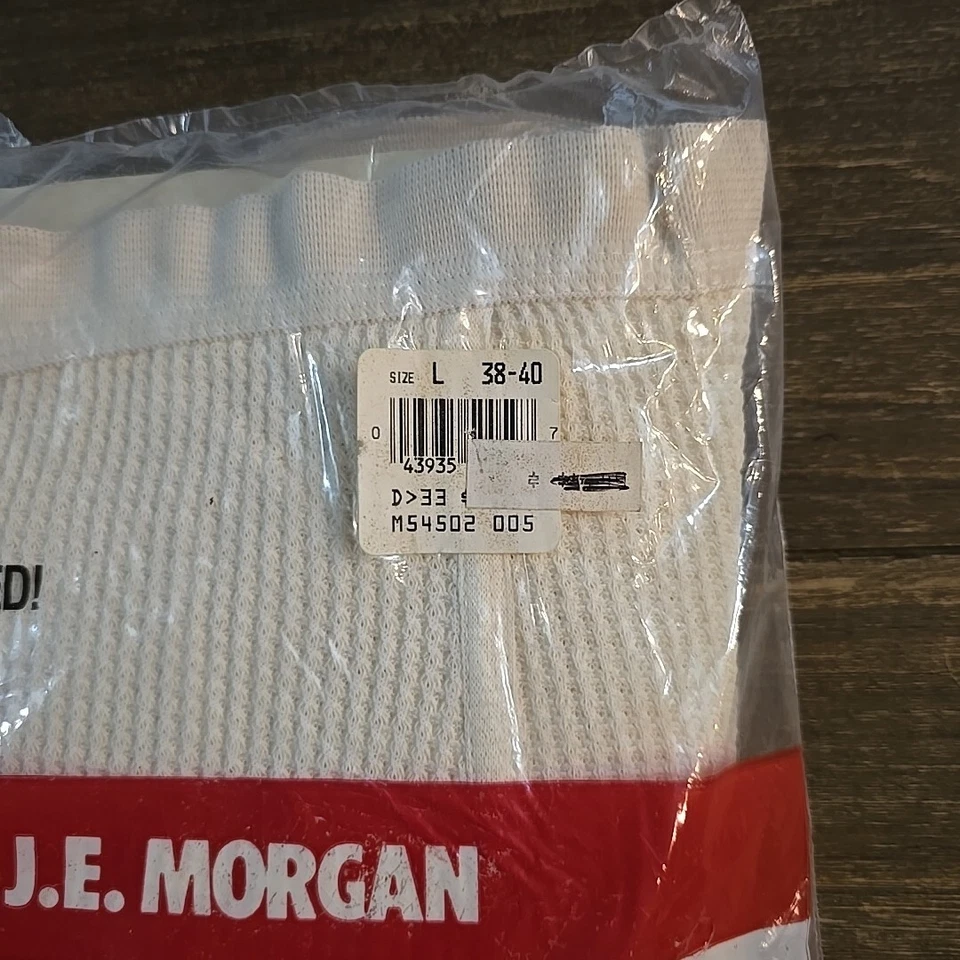 SIZE L 38-40
0 7
43935
D>33
M54502 005
ED!
J.E. MORGAN